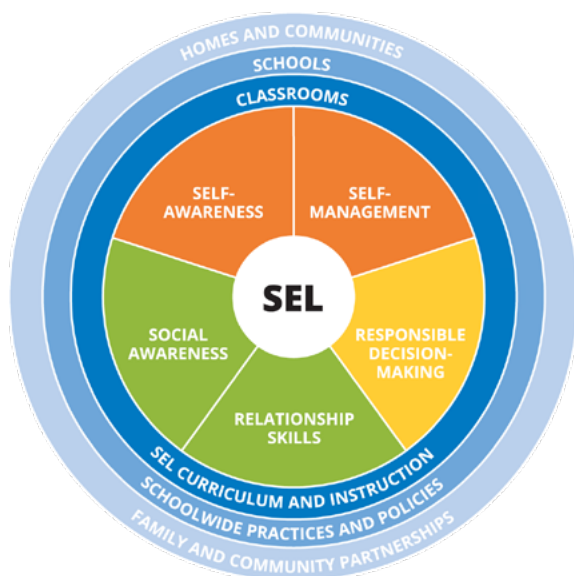 HOMES AND COMMUNITIES
SCHOOLS
CLASSROOMS
SELF-
AWARENESS
SELF-
MANAGEMENT
SEL
SOCIAL
AWARENESS
RESPONSIBLE
DECISION-
MAKING
RELATIONSHIP
SKILLS
SEL CURRICULUM AND INSTRUCTION
SCHOOLWIDE PRACTICES AND POLICIES
FAMILY AND COMMUNITY PARTNERSHIPS